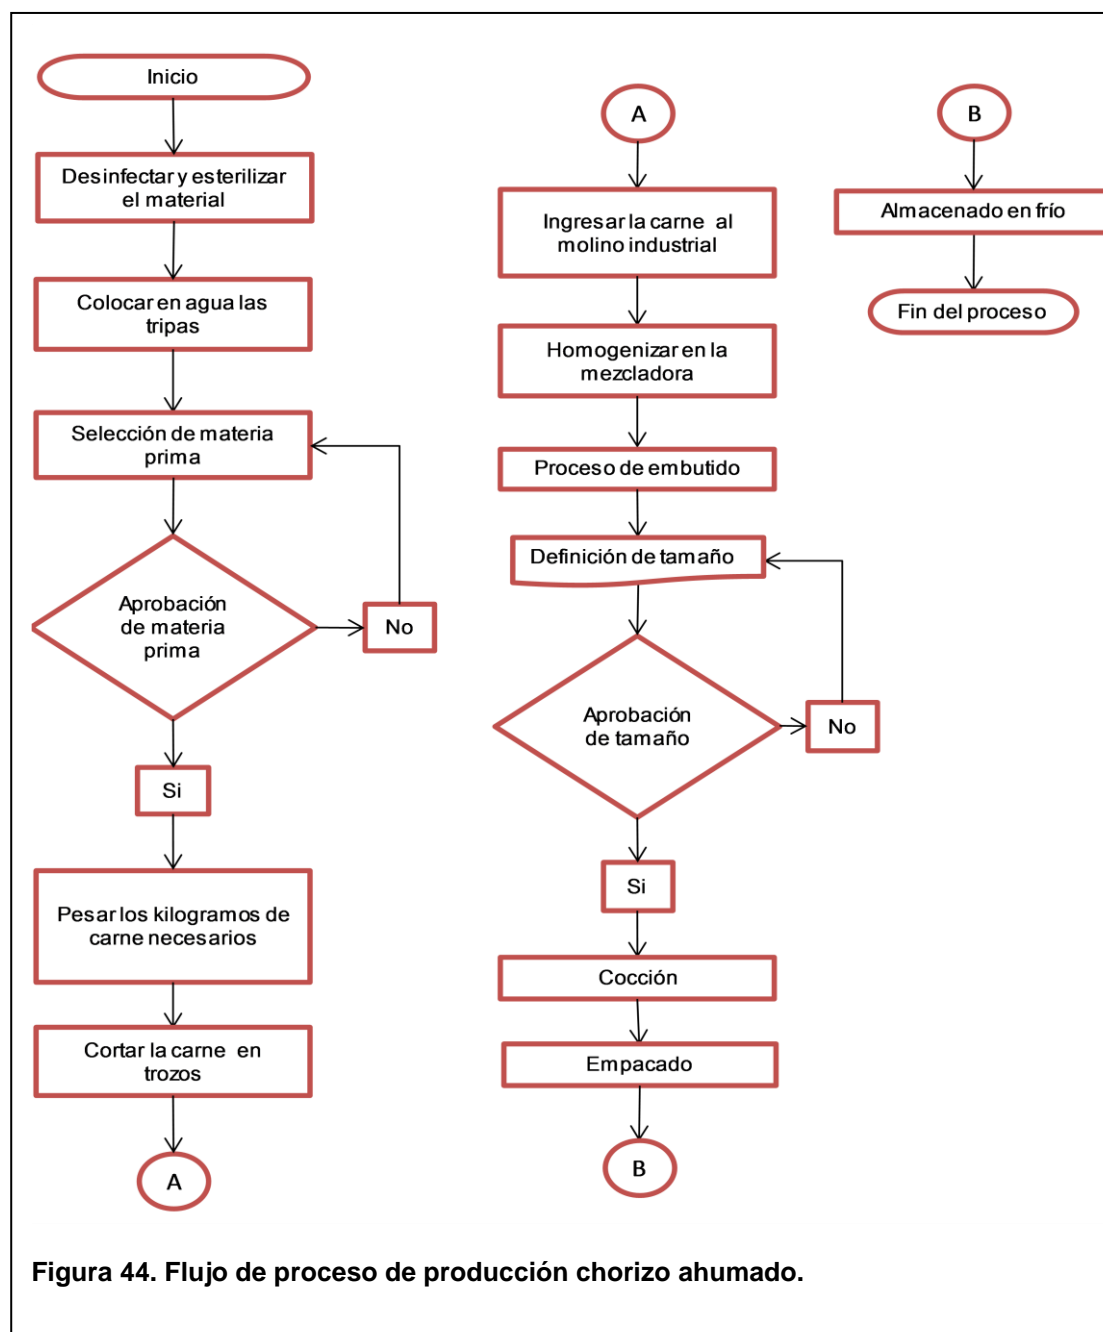 Inicio
Desinfectar y esterilizar
el material
Colocar en agua las
tripas
Selección de materia
prima
Aprobación
de materia
prima
No
Si
Pesar los kilogramos de
carne necesarios
Cortar la carne en
trozos
A
A
Ingresar la carne al
molino industrial
Homogenizar en la
mezcladora
Proceso de embutido
Definición de tamaño
Aprobación
de tamaño
No
Si
Cocción
Empacado
B
B
Almacenado en frío
Fin del proceso
Figura 44. Flujo de proceso de producción chorizo ahumado.